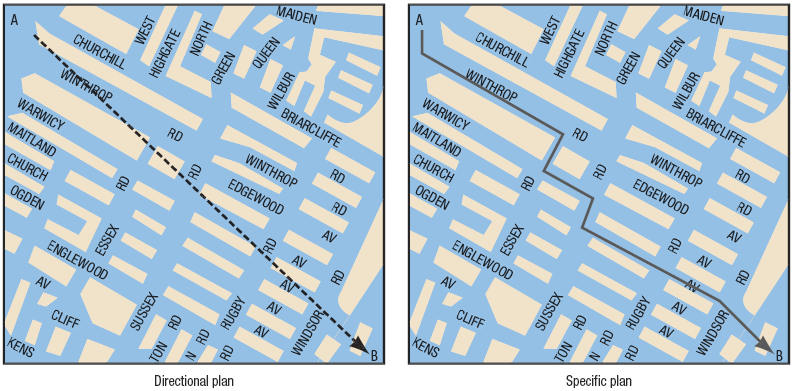 A
MAIDEN
WEST
NORTH
CHURCHILL
HIGHGATE
QUEEN
GREEN
WINTHROP
WILBUR
WARWICY
BRIARCLIFFE
RD
MAITLAND
CHURCH
RD
RD
WINTHROP
RD
OGDEN
EDGEWOOD
RD
ESSEX
RD
AV
ENGLEWOOD
AV
RD
AV
AV
CLIFF
SUSSEX
RD
RUGBY
AV
AV
WINDSOR
KENS
TON
N
RD
RD
B
Directional plan
A
MAIDEN
WEST
NORTH
CHURCHILL
HIGHGATE
QUEEN
GREEN
WINTHROP
WILBUR
WARWICY
BRIARCLIFFE
RD
MAITLAND
CHURCH
RD
RD
WINTHROP
RD
OGDEN
EDGEWOOD
RD
ESSEX
RD
AV
ENGLEWOOD
AV
RD
AV
AV
CLIFF
SUSSEX
RD
RUGBY
AV
AV
WINDSOR
KENS
TON
N
RD
RD
B
Specific plan